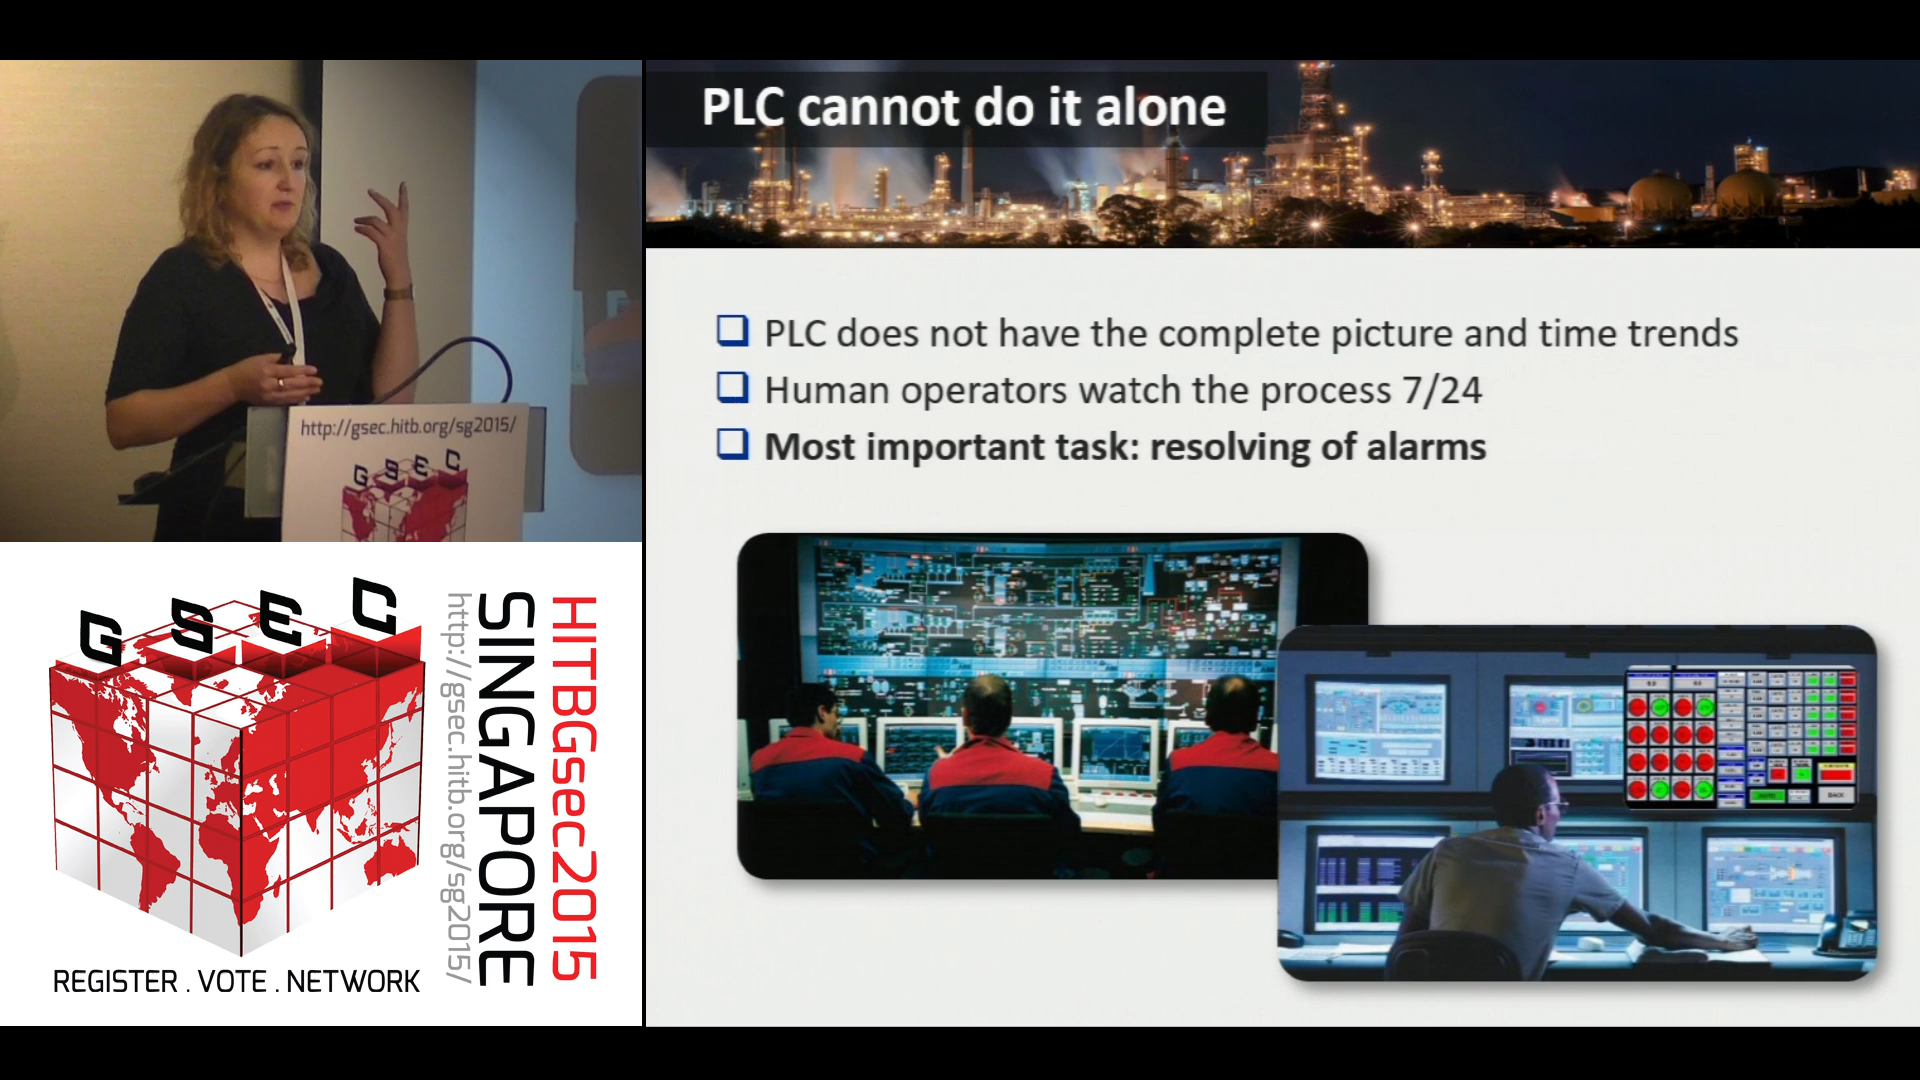 PLC cannot do it alone
PLC does not have the complete picture and time trends
Human operators watch the process 7/24
Most important task: resolving of alarms
http://gsec.hitb.org/sg2015/
G S E C
G S E C
REGISTER . VOTE . NETWORK
http://gsec.hitb.org/sg2015/
SINGAPORE
HITBGsec2015
BACK